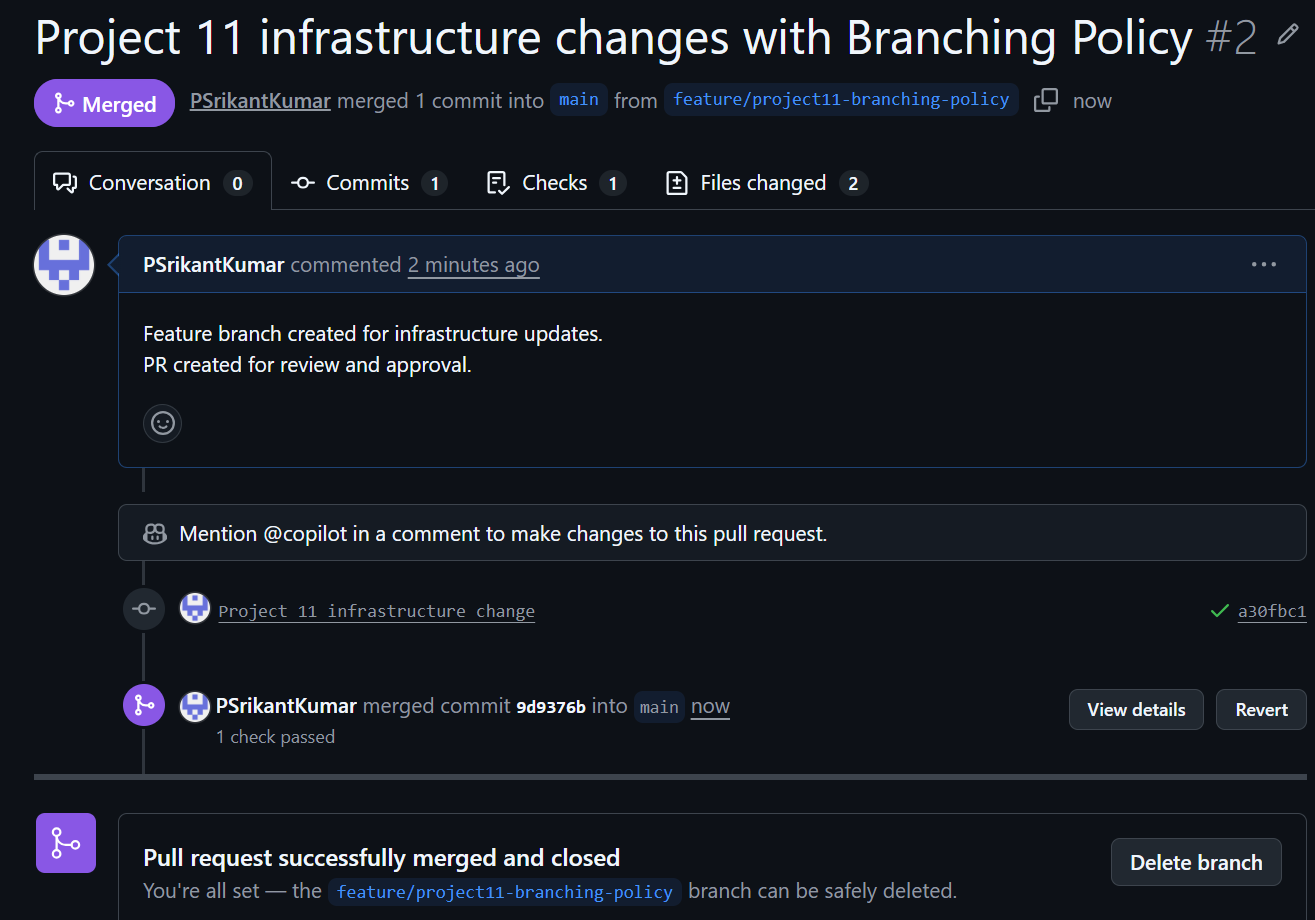 Project 11 infrastructure changes with Branching Policy #2
Merged PSrikantKumar merged 1 commit into main from feature/project11-branching-policy now
Conversation 0 Commits 1 Checks 1 Files changed 2
PSrikantKumar commented 2 minutes ago
Feature branch created for infrastructure updates.
PR created for review and approval.
Mention @copilot in a comment to make changes to this pull request.
Project 11 infrastructure change a30fbc1
PSrikantKumar merged commit 9d9376b into main now View details Revert
1 check passed
Pull request successfully merged and closed
Delete branch
You're all set — the feature/project11-branching-policy branch can be safely deleted.